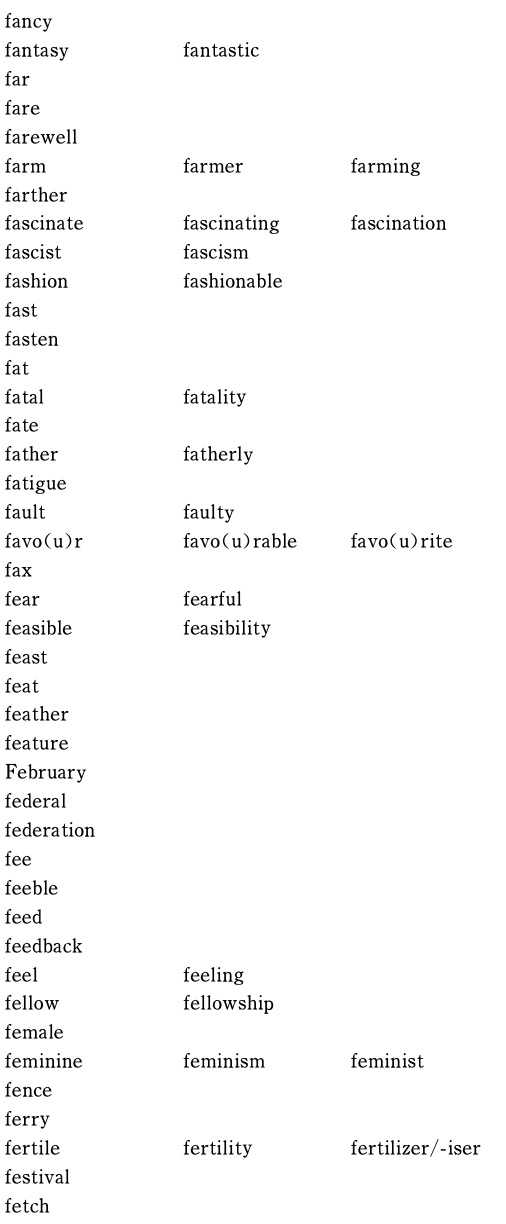 fancy
fantasy fantastic
far
fare
farewell
farm farmer farming
farther
fascinate fascinating fascination
fascist fascism
fashion fashionable
fast
fasten
fat
fatal fatality
fate
father fatherly
fatigue
fault faulty
favo(u)r favo(u)rable favo(u)rite
fax
fear fearful
feasible feasibility
feast
feat
feather
feature
February
federal
federation
fee
feeble
feed
feedback
feel feeling
fellow fellowship
female
feminine feminism feminist
fence
ferry
fertile fertility fertilizer/-iser
festival
fetch